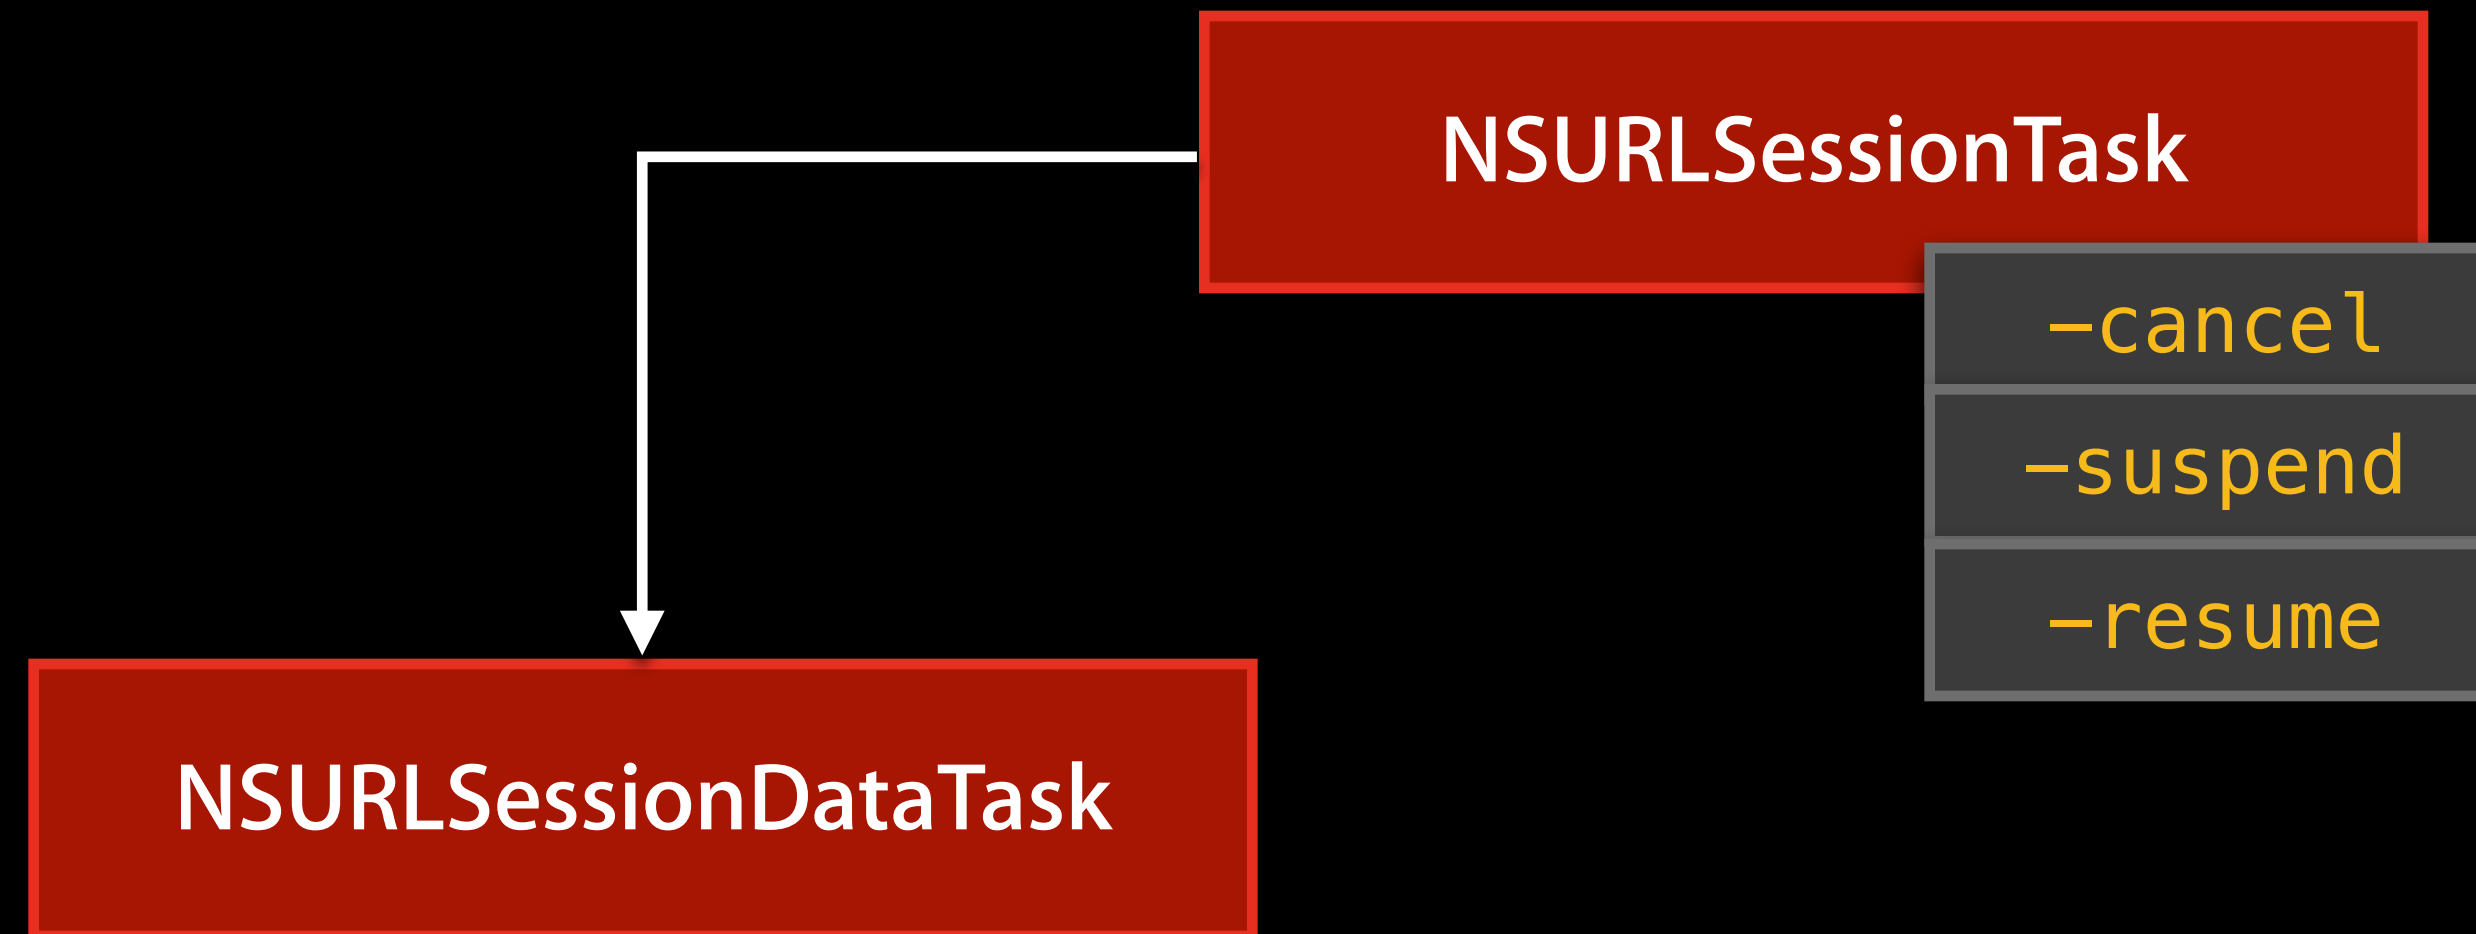 NSURLSessionTask
-cancel
-suspend
-resume
NSURLSessionDataTask